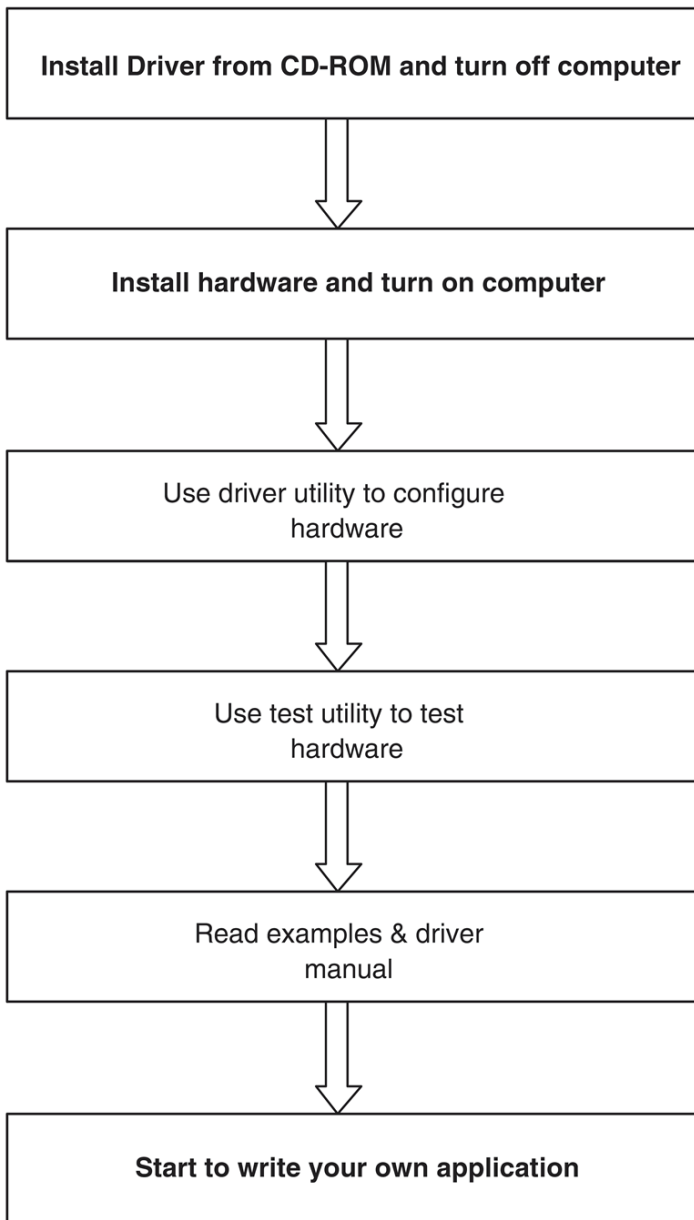 Install Driver from CD-ROM and turn off computer
Install hardware and turn on computer
Use driver utility to configure
hardware
Use test utility to test
hardware
Read examples & driver
manual
Start to write your own application